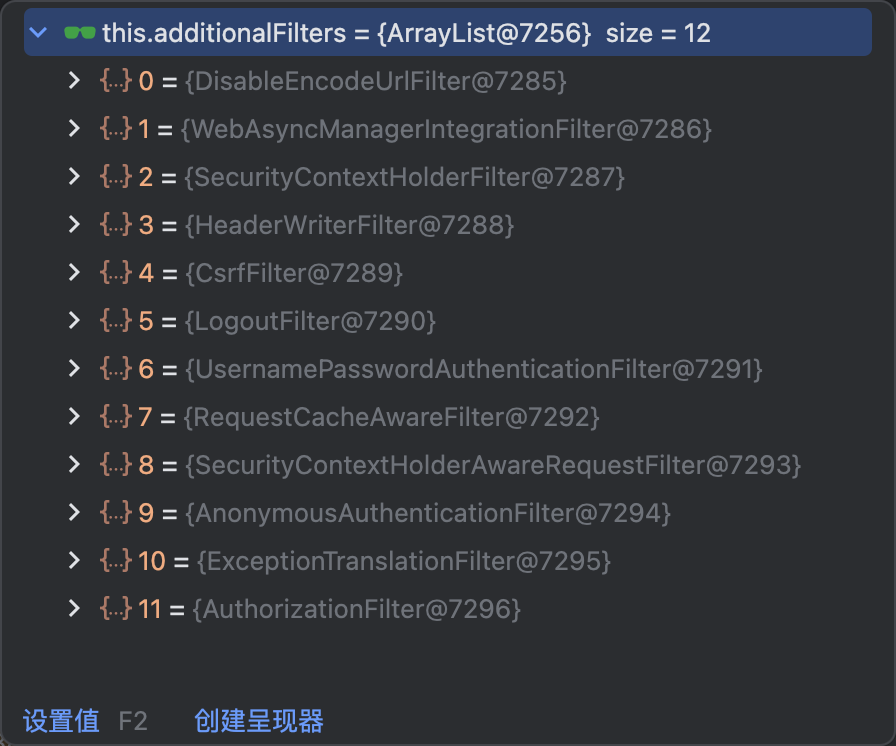 this.additionalFilters = {ArrayList@7256} size = 12
{...} 0 = {DisableEncodeUrlFilter@7285}
{...} 1 = {WebAsyncManagerIntegrationFilter@7286}
{...} 2 = {SecurityContextHolderFilter@7287}
{...} 3 = {HeaderWriterFilter@7288}
{...} 4 = {CsrfFilter@7289}
{...} 5 = {LogoutFilter@7290}
{...} 6 = {UsernamePasswordAuthenticationFilter@7291}
{...} 7 = {RequestCacheAwareFilter@7292}
{...} 8 = {SecurityContextHolderAwareRequestFilter@7293}
{...} 9 = {AnonymousAuthenticationFilter@7294}
{...} 10 = {ExceptionTranslationFilter@7295}
{...} 11 = {AuthorizationFilter@7296}
设置值 F2 创建呈现器